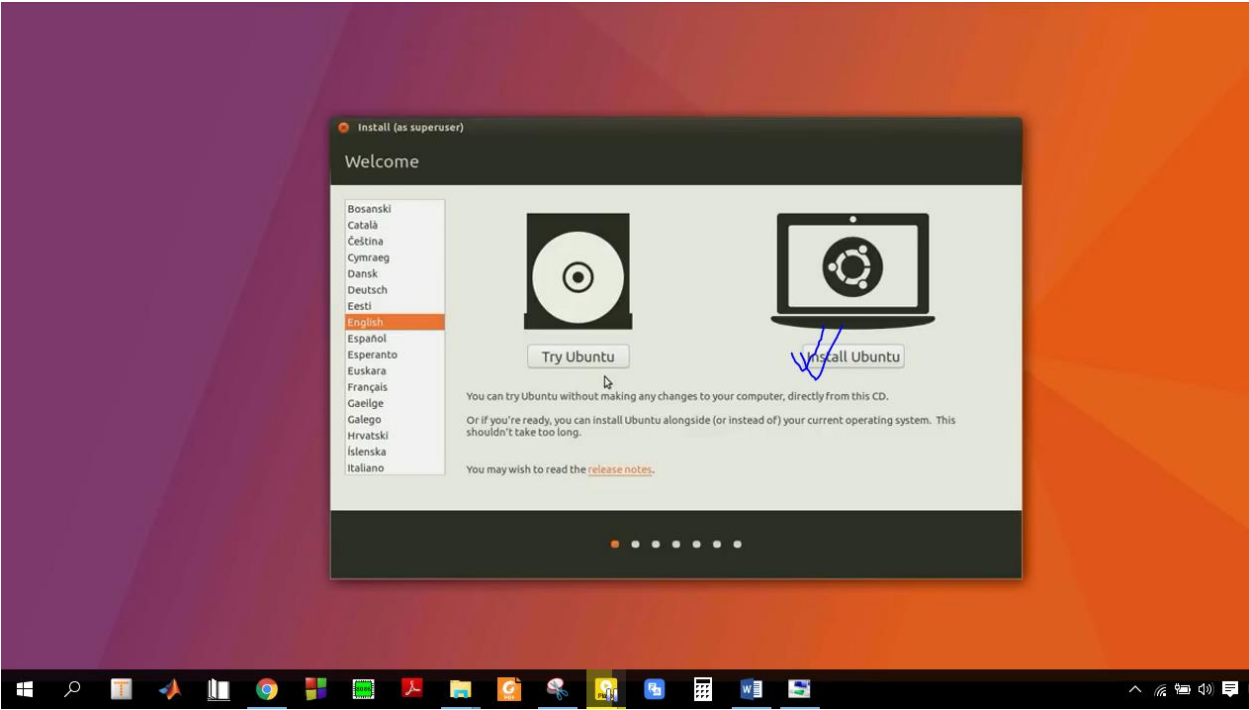 Install (as superuser)
Welcome
Bosanski
Català
Čeština
Cymraeg
Dansk
Deutsch
Eesti
English
Español
Esperanto
Euskara
Français
Gaeilge
Galego
Hrvatski
Íslenska
Italiano
Try Ubuntu
Install Ubuntu
You can try Ubuntu without making any changes to your computer, directly from this CD.
Or if you're ready, you can install Ubuntu alongside (or instead of) your current operating system. This
shouldn't take too long.
You may wish to read the release notes.